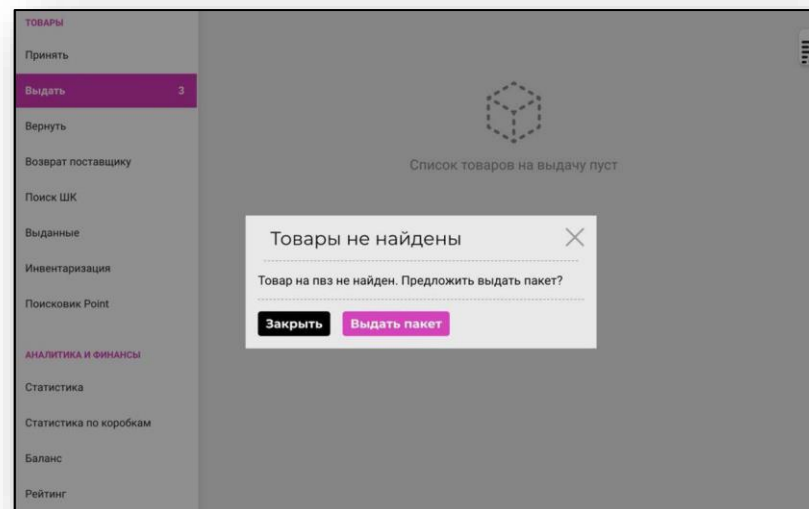 ТОВАРЫ
Принять
Выдать 3
Вернуть
Возврат поставщику
Поиск ШК
Выданные
Инвентаризация
Поисковик Point
АНАЛИТИКА И ФИНАНСЫ
Статистика
Статистика по коробкам
Баланс
Рейтинг
Список товаров на выдачу пуст
Товары не найдены
Товар на пвз не найден. Предложить выдать пакет?
Закрыть Выдать пакет